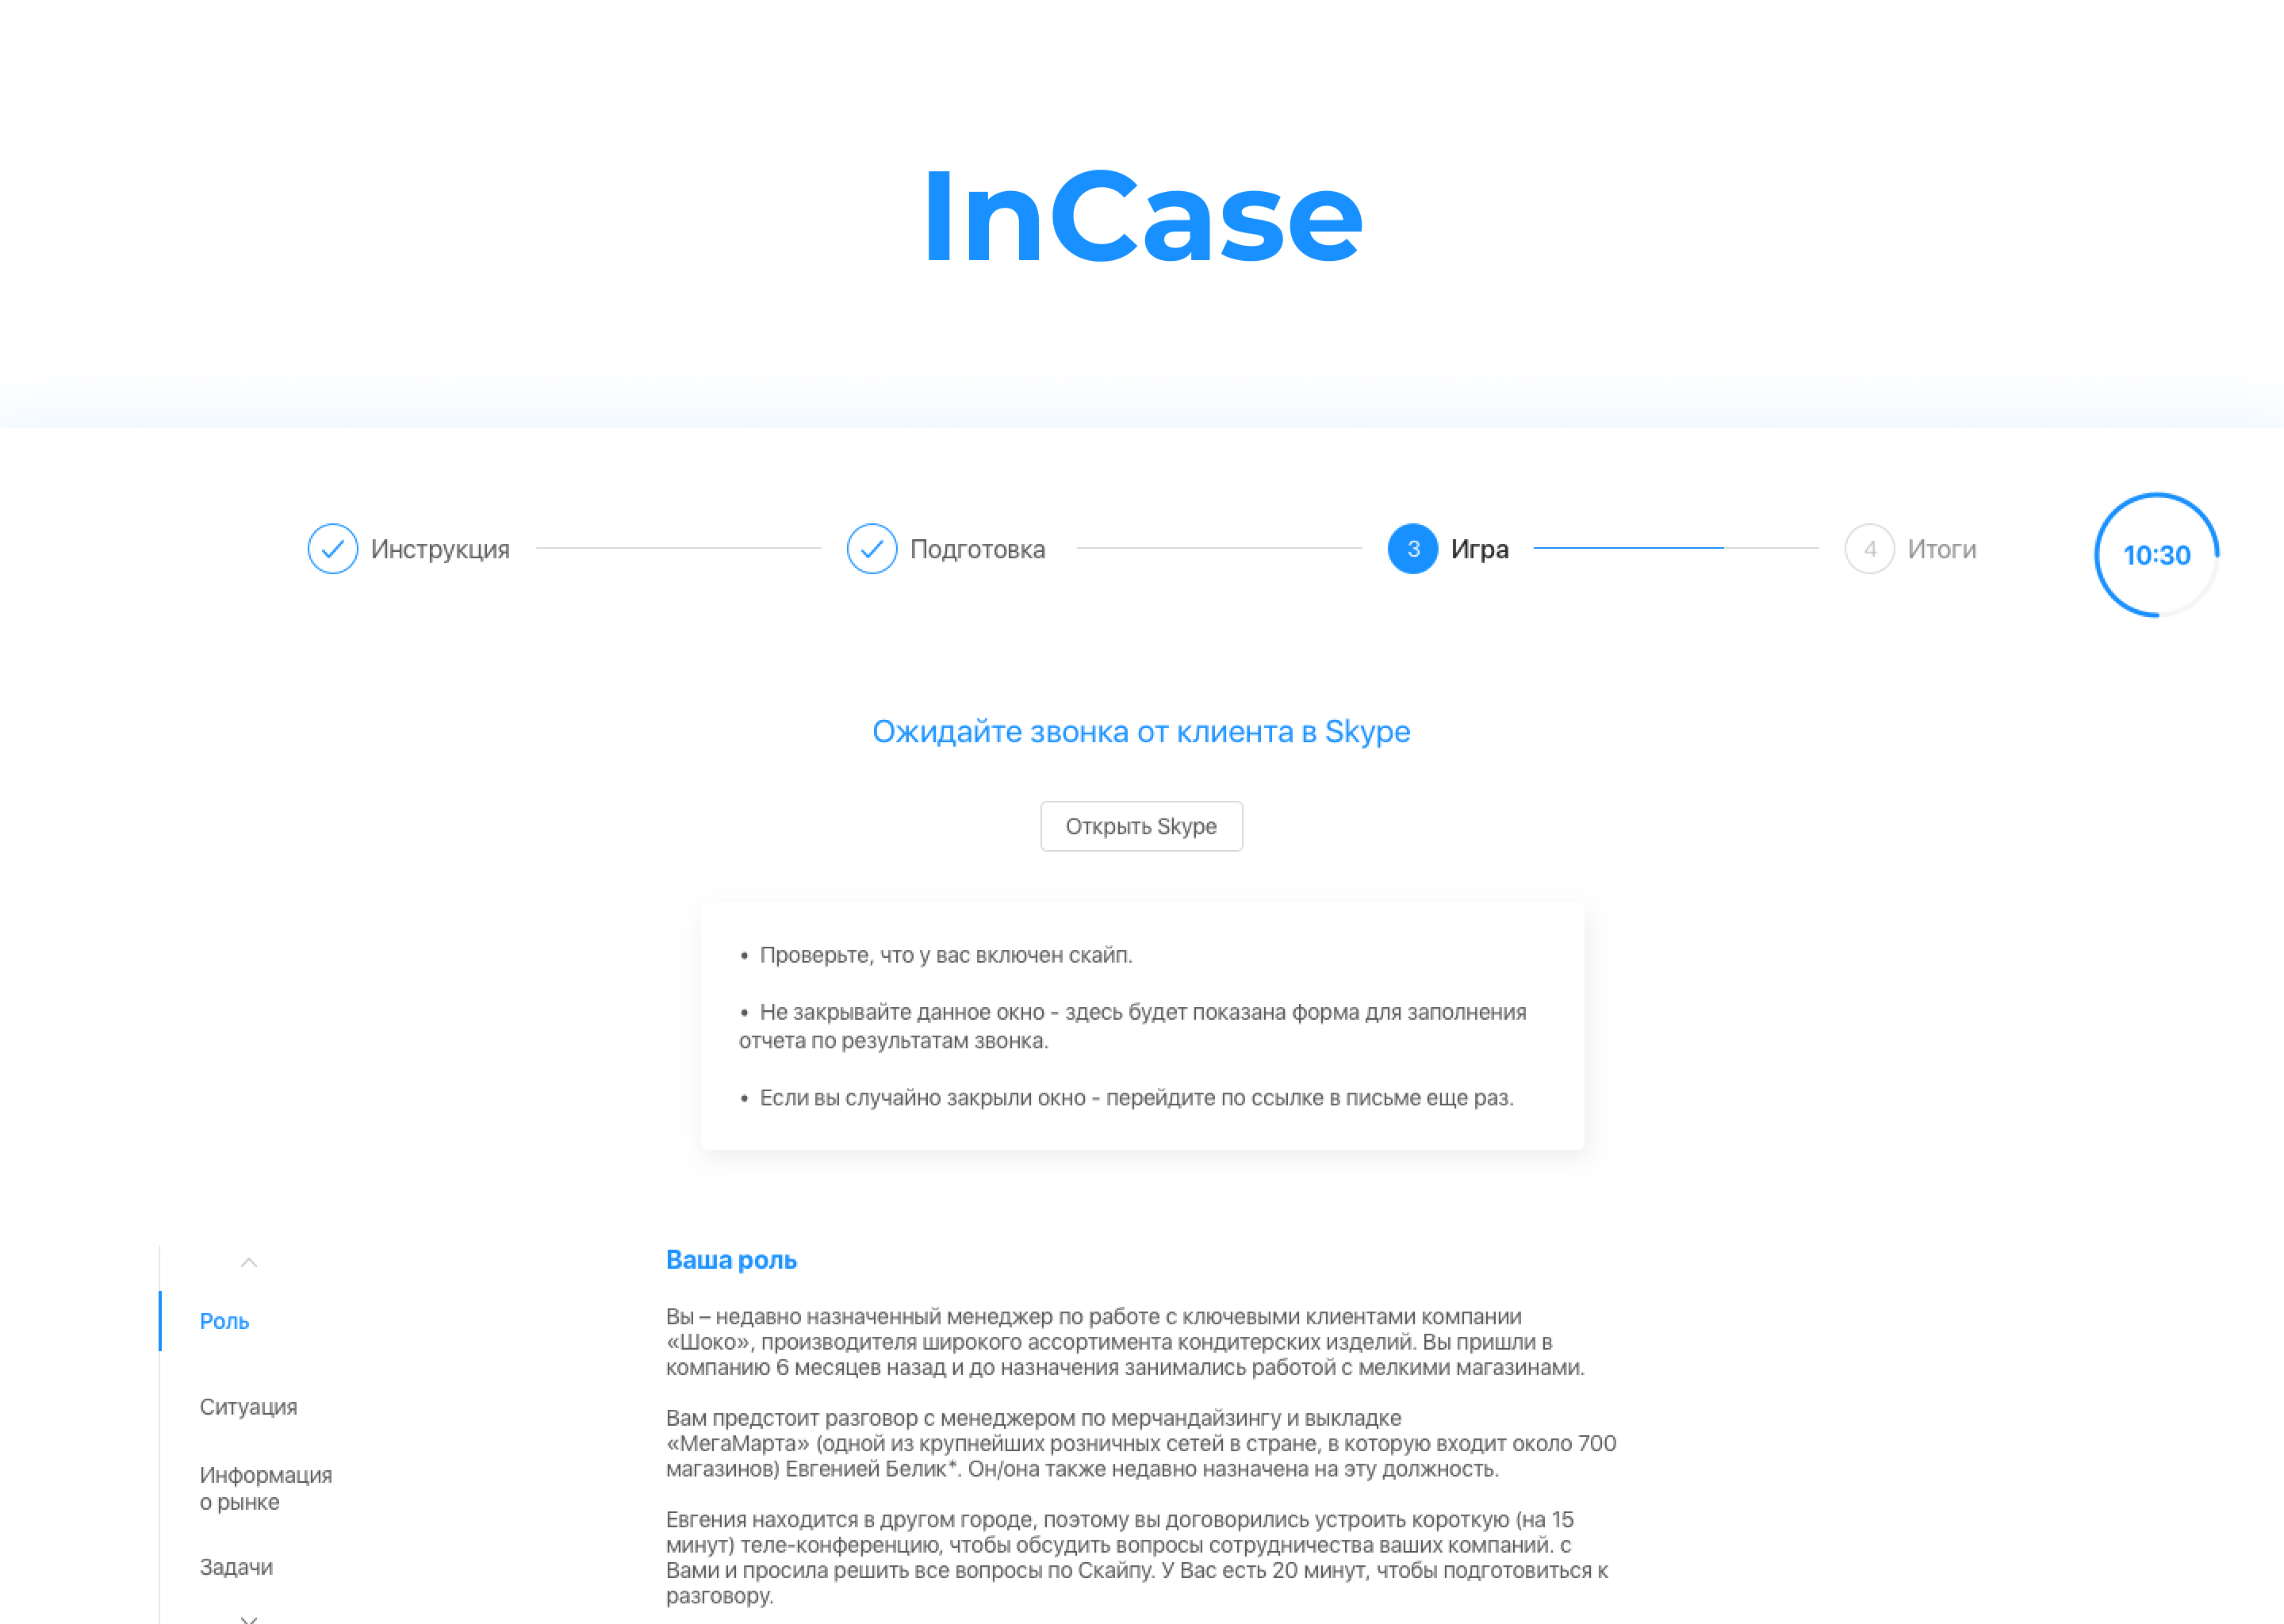 InCase
Инструкция
Подготовка
3 Игра
4 Итоги
10:30
Ожидайте звонка от клиента в Skype
Открыть Skype
• Проверьте, что у вас включен скайп.
• Не закрывайте данное окно - здесь будет показана форма для заполнения
отчета по результатам звонка.
• Если вы случайно закрыли окно - перейдите по ссылке в письме еще раз.
Роль
Ситуация
Информация
о рынке
Задачи
Ваша роль
Вы – недавно назначенный менеджер по работе с ключевыми клиентами компании
«Шоко», производителя широкого ассортимента кондитерских изделий. Вы пришли в
компанию 6 месяцев назад и до назначения занимались работой с мелкими магазинами.
Вам предстоит разговор с менеджером по мерчандайзингу и выкладке
«МегаМарта» (одной из крупнейших розничных сетей в стране, в которую входит около 700
магазинов) Евгенией Белик*. Он/она также недавно назначена на эту должность.
Евгения находится в другом городе, поэтому вы договорились устроить короткую (на 15
минут) теле-конференцию, чтобы обсудить вопросы сотрудничества ваших компаний. с
Вами и просила решить все вопросы по Скайпу. У Вас есть 20 минут, чтобы подготовиться к
разговору.